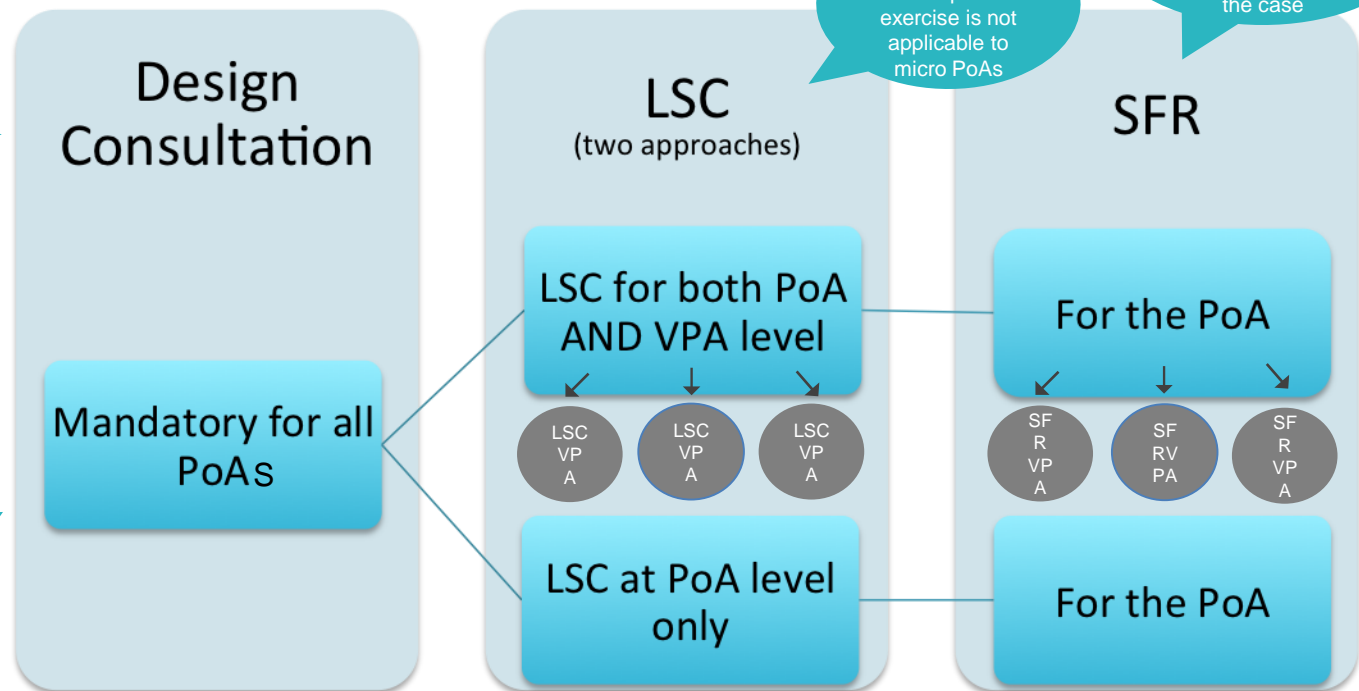 Design
Consultation
Mandatory for all
PoAs
exercise is not
applicable to
micro PoAs
LSC
(two approaches)
LSC for both PoA
AND VPA level
LSC
VP
A
LSC
VP
A
LSC
VP
A
LSC at PoA level
only
the case
SFR
For the PoA
SF
R
VP
A
SF
RV
PA
SF
R
VP
A
For the PoA